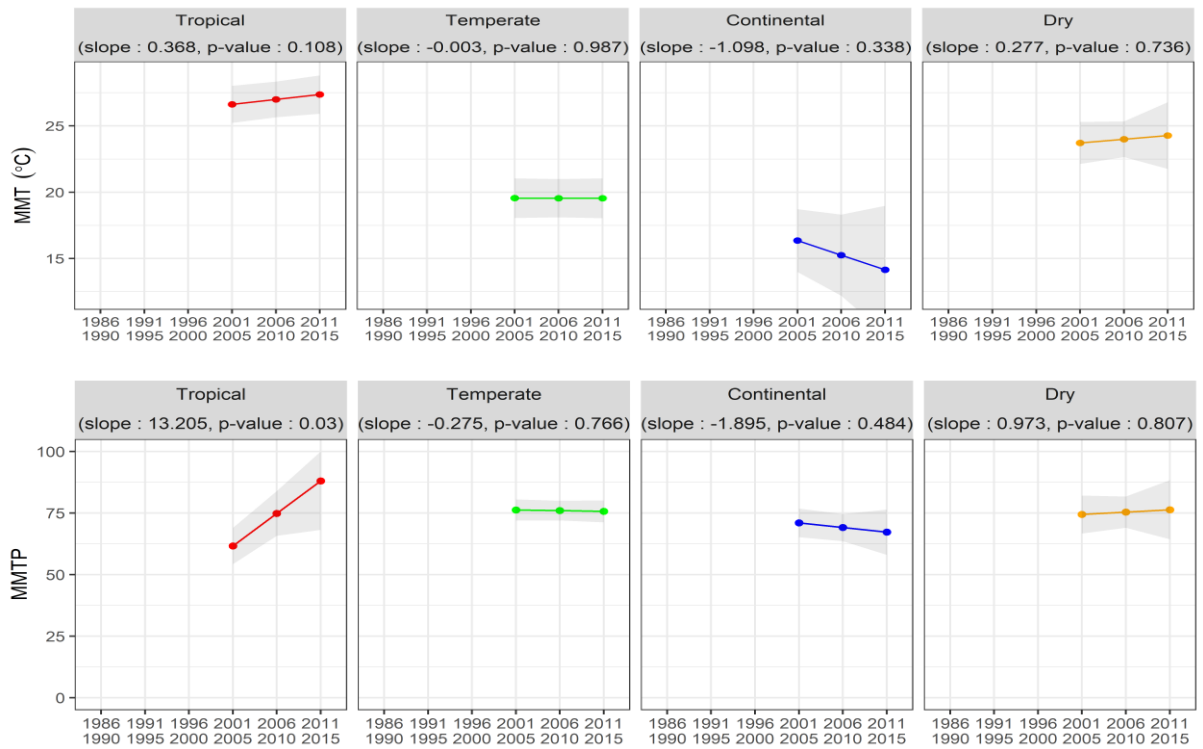 Tropical Temperate Continental Dry
(slope : 0.368, p-value : 0.108) (slope : -0.003, p-value : 0.987) (slope : -1.098, p-value : 0.338) (slope : 0.277, p-value : 0.736)
MMT (°C)
25
20
15
1986 1991 1996 2001 2006 2011 1986 1991 1996 2001 2006 2011 1986 1991 1996 2001 2006 2011 1986 1991 1996 2001 2006 2011
1990 1995 2000 2005 2010 2015 1990 1995 2000 2005 2010 2015 1990 1995 2000 2005 2010 2015 1990 1995 2000 2005 2010 2015
Tropical Temperate Continental Dry
(slope : 13.205, p-value : 0.03) (slope : -0.275, p-value : 0.766) (slope : -1.895, p-value : 0.484) (slope : 0.973, p-value : 0.807)
MMTP
100
75
50
25
0
1986 1991 1996 2001 2006 2011 1986 1991 1996 2001 2006 2011 1986 1991 1996 2001 2006 2011 1986 1991 1996 2001 2006 2011
1990 1995 2000 2005 2010 2015 1990 1995 2000 2005 2010 2015 1990 1995 2000 2005 2010 2015 1990 1995 2000 2005 2010 2015